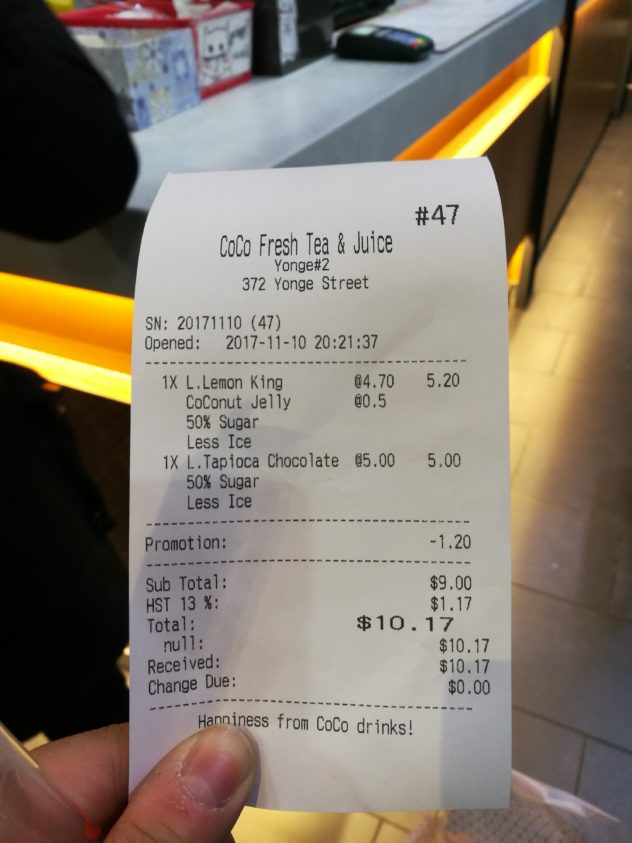 #47
CoCo Fresh Tea & Juice
Yonge#2
372 Yonge Street
SN: 20171110 (47)
Opened: 2017-11-10 20:21:37
1X L.Lemon King @4.70 5.20
CoConut Jelly @0.5
50% Sugar
Less Ice
1X L.Tapioca Chocolate @5.00 5.00
50% Sugar
Less Ice
Promotion: -1.20
Sub Total: $9.00
HST 13 %: $1.17
Total: $10.17
null: $10.17
Received: $10.17
Change Due: $0.00
Happiness from CoCo drinks!